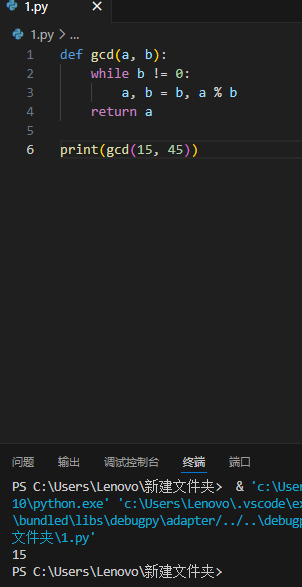 1.py
1.py > ...
1 def gcd(a, b):
2 while b != 0:
3 a, b = b, a % b
4 return a
5
6 print(gcd(15, 45))
问题 输出 调试控制台 终端 端口
PS C:\Users\Lenovo\新建文件夹> & 'c:\Us
10\python.exe' 'c:\Users\Lenovo\.vscode\ex
\bundled\libs\debugpy\adapter/../..\debugp
文件夹\1.py'
15
PS C:\Users\Lenovo\新建文件夹>